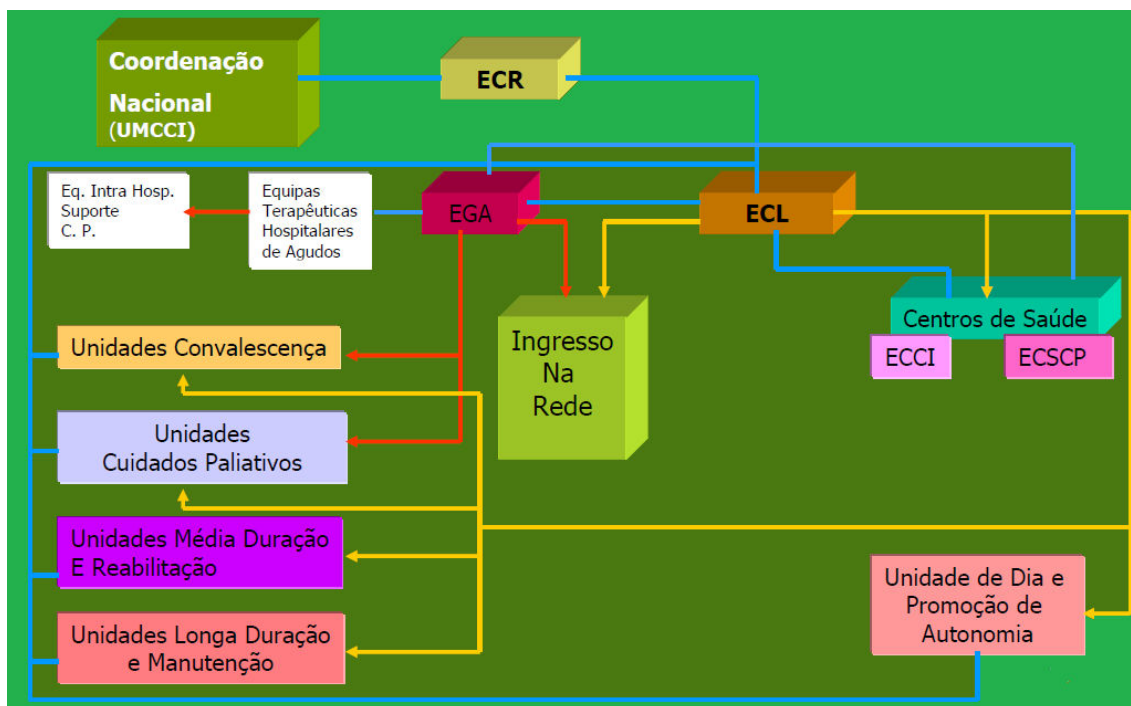 Coordenação
Nacional
(UMCCI)
ECR
Eq. Intra Hosp.
Suporte
C. P.
Equipas
Terapêuticas
Hospitalares
de Agudos
EGA
ECL
Ingresso
Na
Rede
Centros de Saúde
ECCI
ECSCP
Unidades Convalescença
Unidades
Cuidados Paliativos
Unidades Média Duração
E Reabilitação
Unidades Longa Duração
e Manutenção
Unidade de Dia e
Promoção de
Autonomia